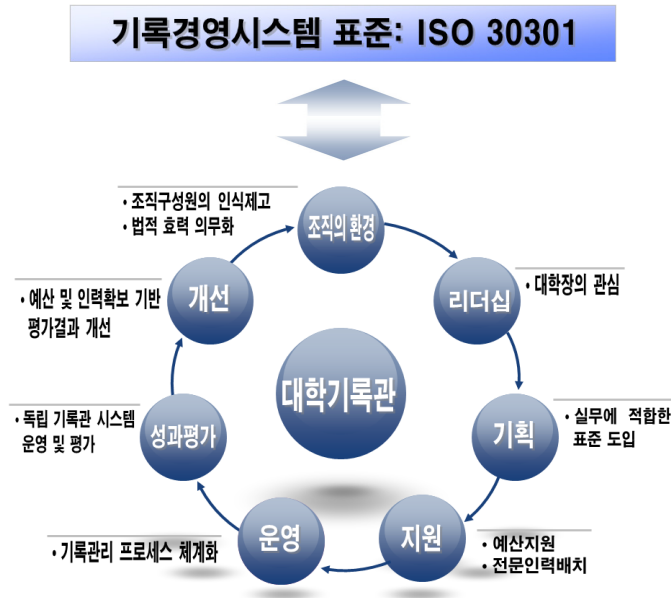 기록경영시스템 표준: ISO 30301
• 조직구성원의 인식제고
• 법적 효력 의무화
조직의 환경
개선
리더십
• 대학장의 관심
• 예산 및 인력확보 기반
평가결과 개선
대학기록관
• 독립 기록관 시스템
운영 및 평가
성과평가
기획
• 실무에 적합한
표준 도입
• 기록관리 프로세스 체계화
운영
지원
• 예산지원
• 전문인력배치